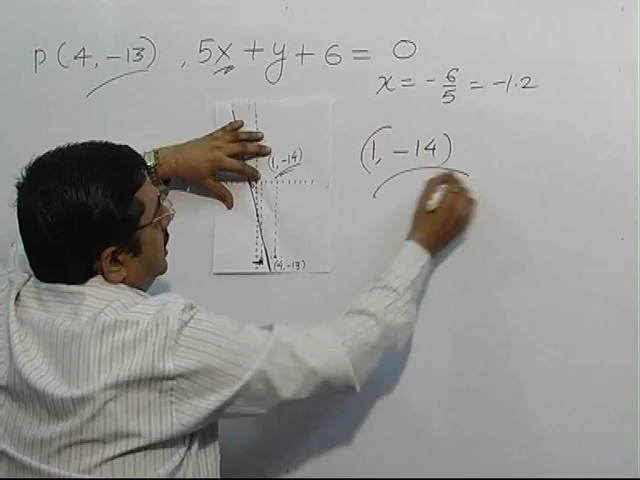 P(4, -13) , 5x + y + 6 = 0
x = - 6/5 = -1.2
(1, -14)
(1, -14)
(4, -13)